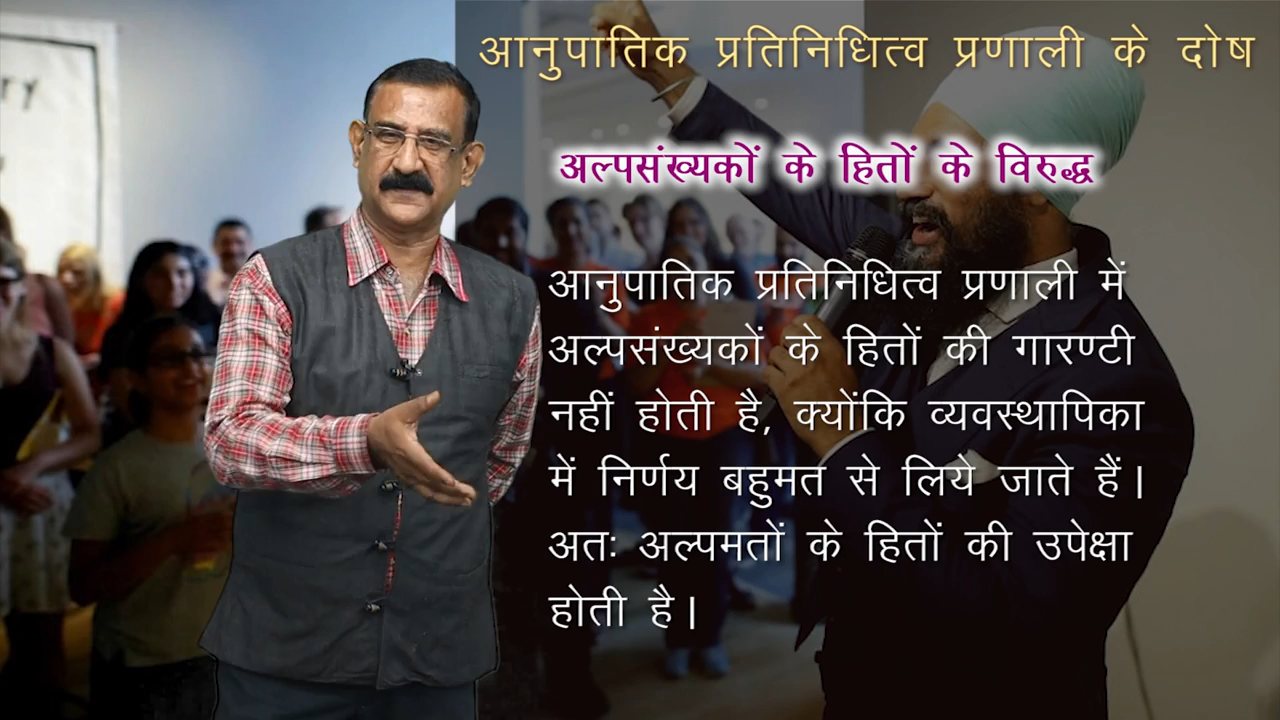 ry
आनुपातिक प्रतिनिधित्व प्रणाली के दोष
अल्पसंख्यकों के हितों के विरुद्ध
आनुपातिक प्रतिनिधित्व प्रणाली में
अल्पसंख्यकों के हितों की गारण्टी
नहीं होती है, क्योंकि व्यवस्थापिका
में निर्णय बहुमत से लिये जाते हैं।
अतः अल्पमतों के हितों की उपेक्षा
होती है।